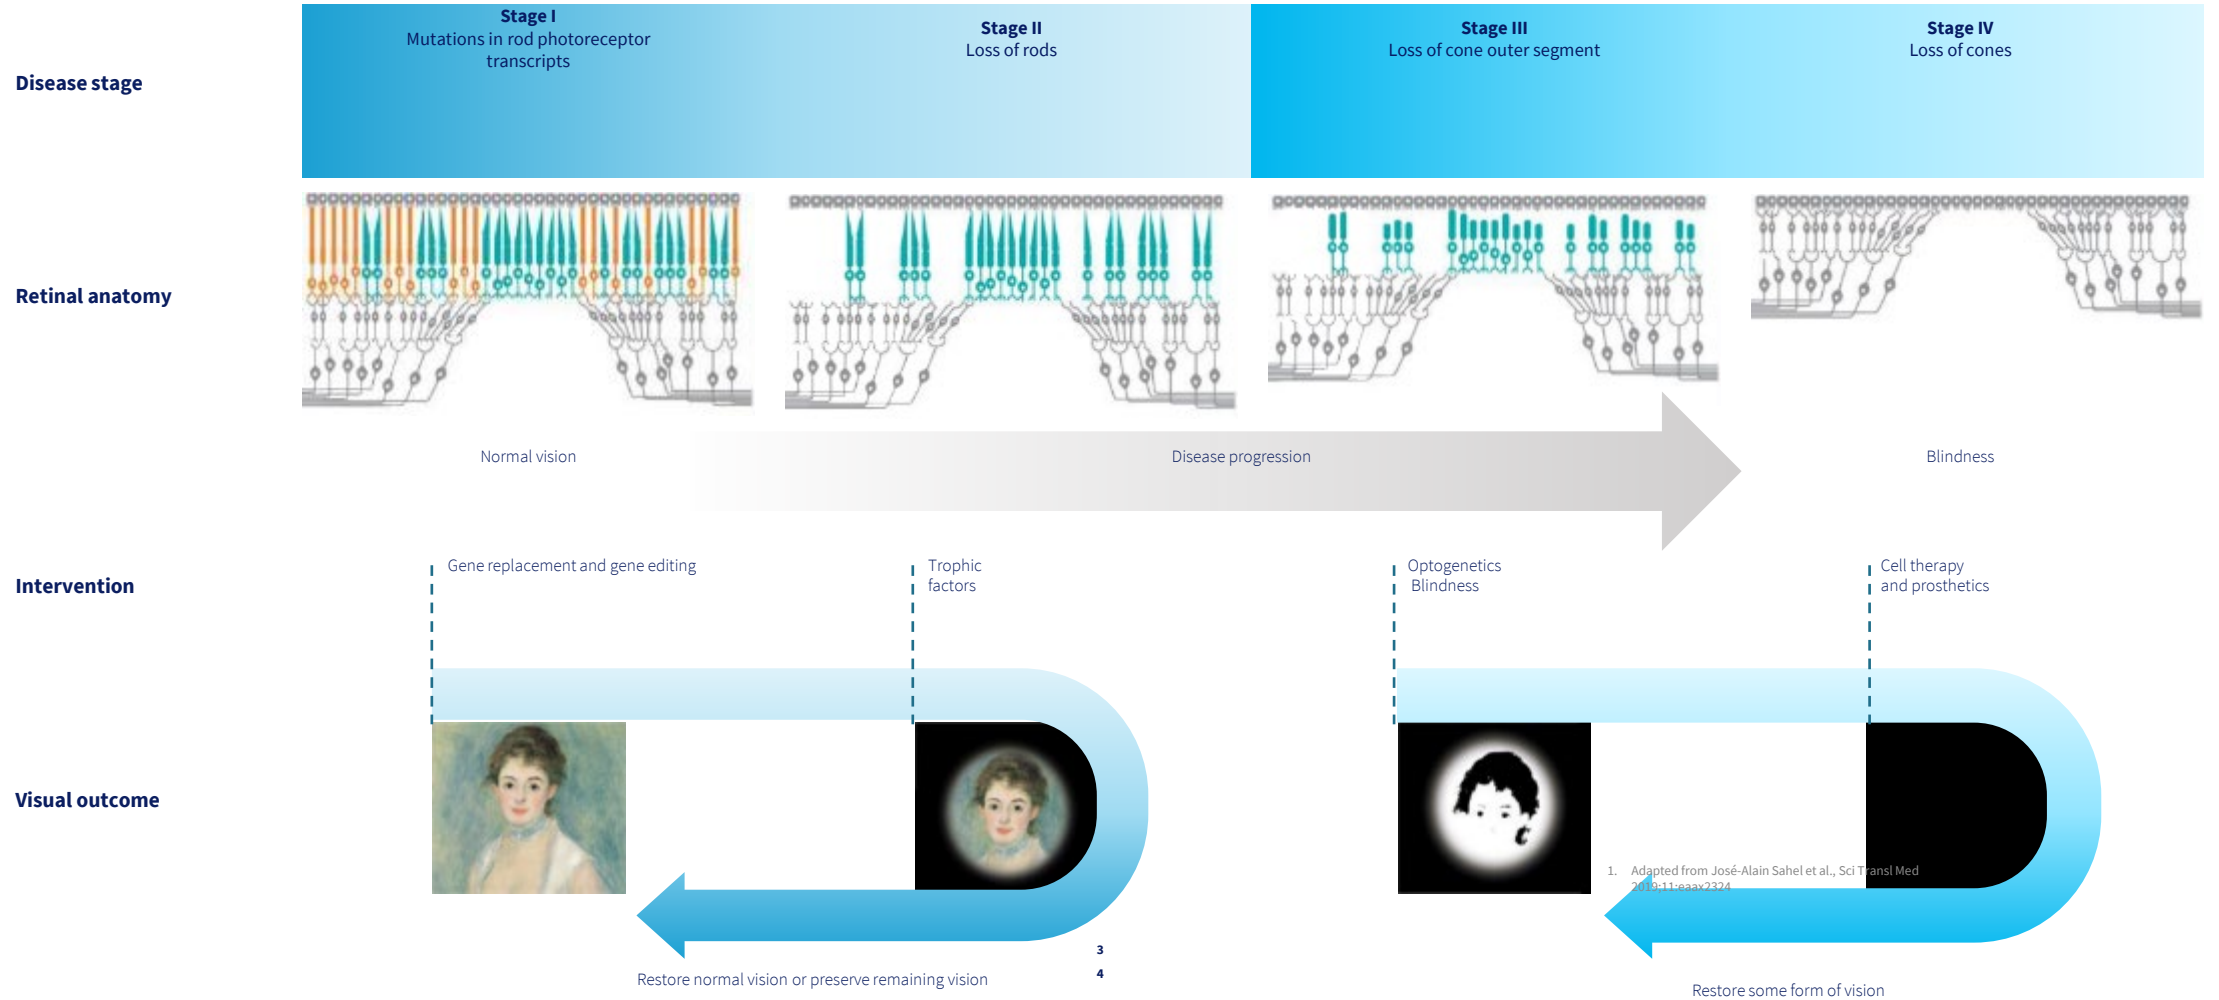 Stage I
Mutations in rod photoreceptor
transcripts
Stage II
Loss of rods
Stage III
Loss of cone outer segment
Stage IV
Loss of cones
Disease stage
Retinal anatomy
Normal vision
Disease progression
Blindness
Intervention
Gene replacement and gene editing
Trophic
factors
Optogenetics
Blindness
Cell therapy
and prosthetics
Visual outcome
1. Adapted from José-Alain Sahel et al., Sci Transl Med
2019;11:eaax2324
3
4
Restore normal vision or preserve remaining vision
Restore some form of vision